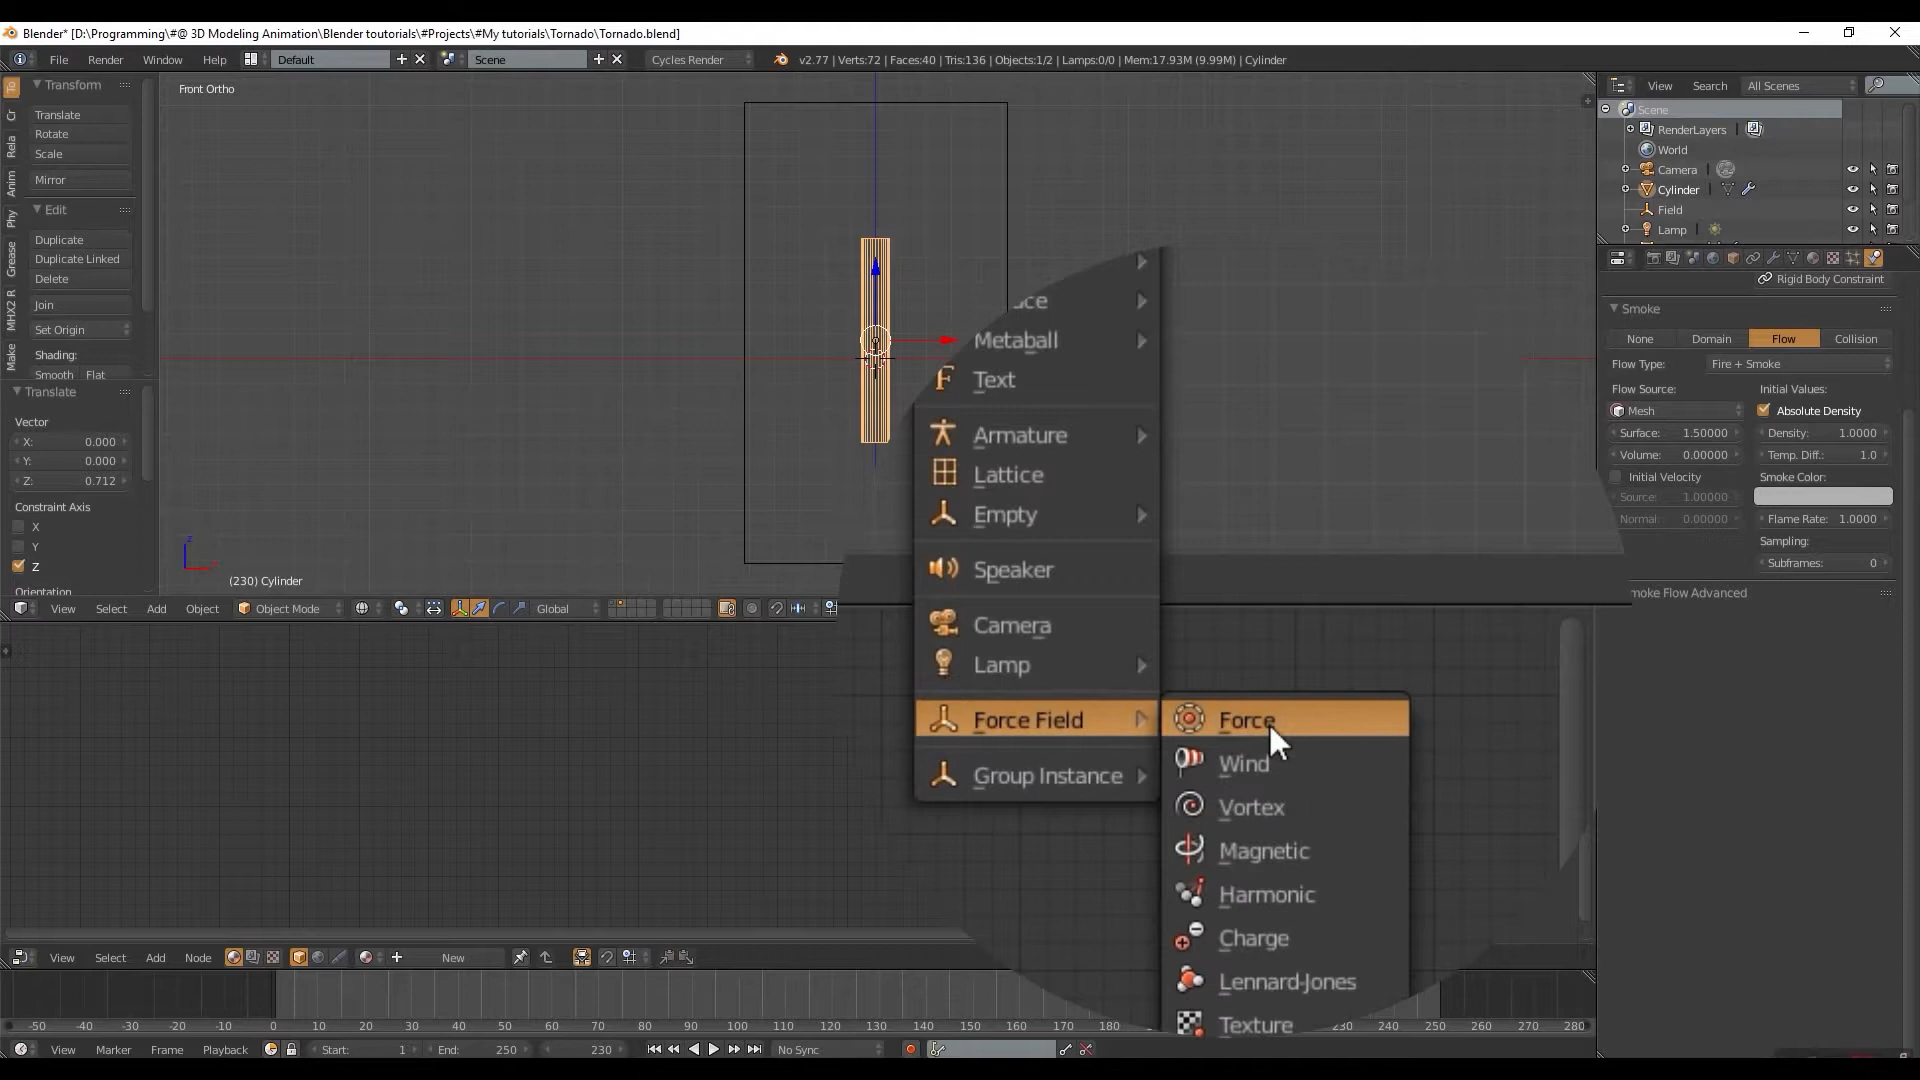 Blender* [D:\Programming\#@ 3D Modeling Animation\Blender toutorials\#Projects\#My tutorials\Tornado\Tornado.blend]
File Render Window Help Default Scene Cycles Render v2.77 | Verts:72 | Faces:40 | Tris:136 | Objects:1/2 | Lamps:0/0 | Mem:17.93M (9.99M) | Cylinder
Transform
Translate
Rotate
Scale
Mirror
Edit
Duplicate
Duplicate Linked
Delete
Join
Set Origin
Shading:
Smooth Flat
To
Cr
Rela
Anim
Phy
Grease
MHX2 R
Make
Translate
Vector
X: 0.000
Y: 0.000
Z: 0.712
Constraint Axis
X
Y
Z
Orientation
Front Ortho
z
(230) Cylinder
View Select Add Object Object Mode Global
Metaball
Text
Armature
Lattice
Empty
Speaker
Camera
Lamp
Force Field
Group Instance
Force
Wind
Vortex
Magnetic
Harmonic
Charge
Lennard-Jones
Texture
View Search All Scenes
Scene
RenderLayers
World
Camera
Cylinder
Field
Lamp
Rigid Body Constraint
Smoke
None Domain Flow Collision
Flow Type: Fire + Smoke
Flow Source: Initial Values:
Mesh Absolute Density
Surface: 1.50000 Density: 1.0000
Volume: 0.00000 Temp. Diff.: 1.0
Initial Velocity Smoke Color:
Source: 1.00000
Normal: 0.00000 Flame Rate: 1.0000
Sampling:
Subframes: 0
moke Flow Advanced
View Select Add Node New
-50 -40 -30 -20 -10 0 10 20 30 40 50 60 70 80 90 100 110 120 130 140 150 160 170 180 230 240 250 260 270 280
View Marker Frame Playback Start: 1 End: 250 230 No Sync